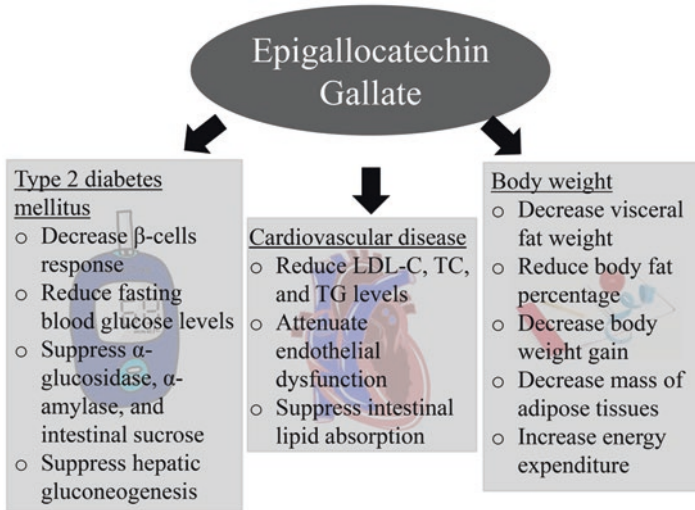 Epigallocatechin
Gallate
Type 2 diabetes
mellitus
o Decrease β-cells
response
o Reduce fasting
blood glucose levels
o Suppress α-
glucosidase, α-
amylase, and
intestinal sucrose
o Suppress hepatic
gluconeogenesis
Cardiovascular disease
o Reduce LDL-C, TC,
and TG levels
o Attenuate
endothelial
dysfunction
o Suppress intestinal
lipid absorption
Body weight
o Decrease visceral
fat weight
o Reduce body fat
percentage
o Decrease body
weight gain
o Decrease mass of
adipose tissues
o Increase energy
expenditure